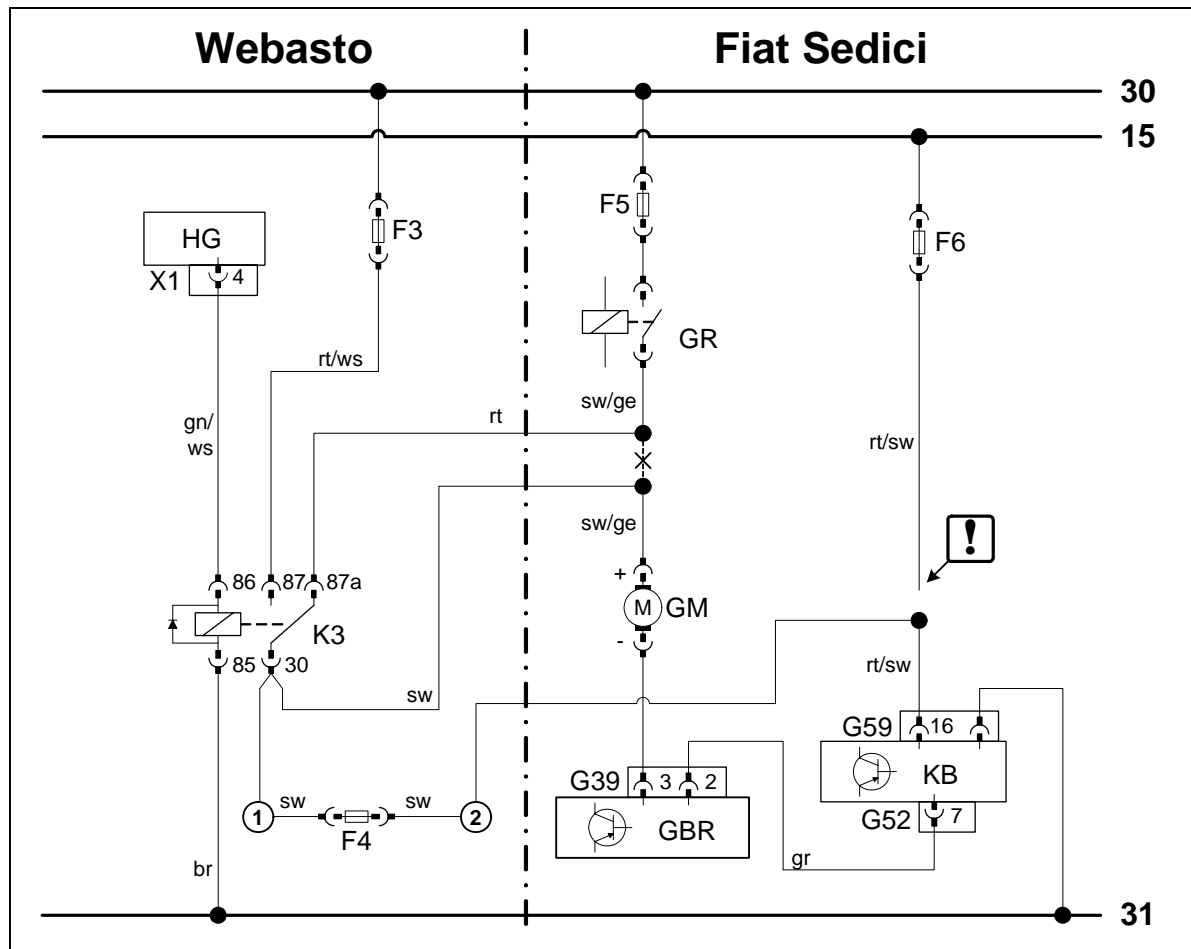 Webasto
Fiat Sedici
30
15
F5
F3
F6
HG
X1
4
GR
rt/ws
sw/ge
gn/
ws
rt
rt/sw
sw/ge
!
86
87
87a
+
M
GM
K3
-
85
30
rt/sw
sw
G59
16
G39
3
2
KB
1
sw
sw
2
F4
GBR
G52
7
gr
br
31